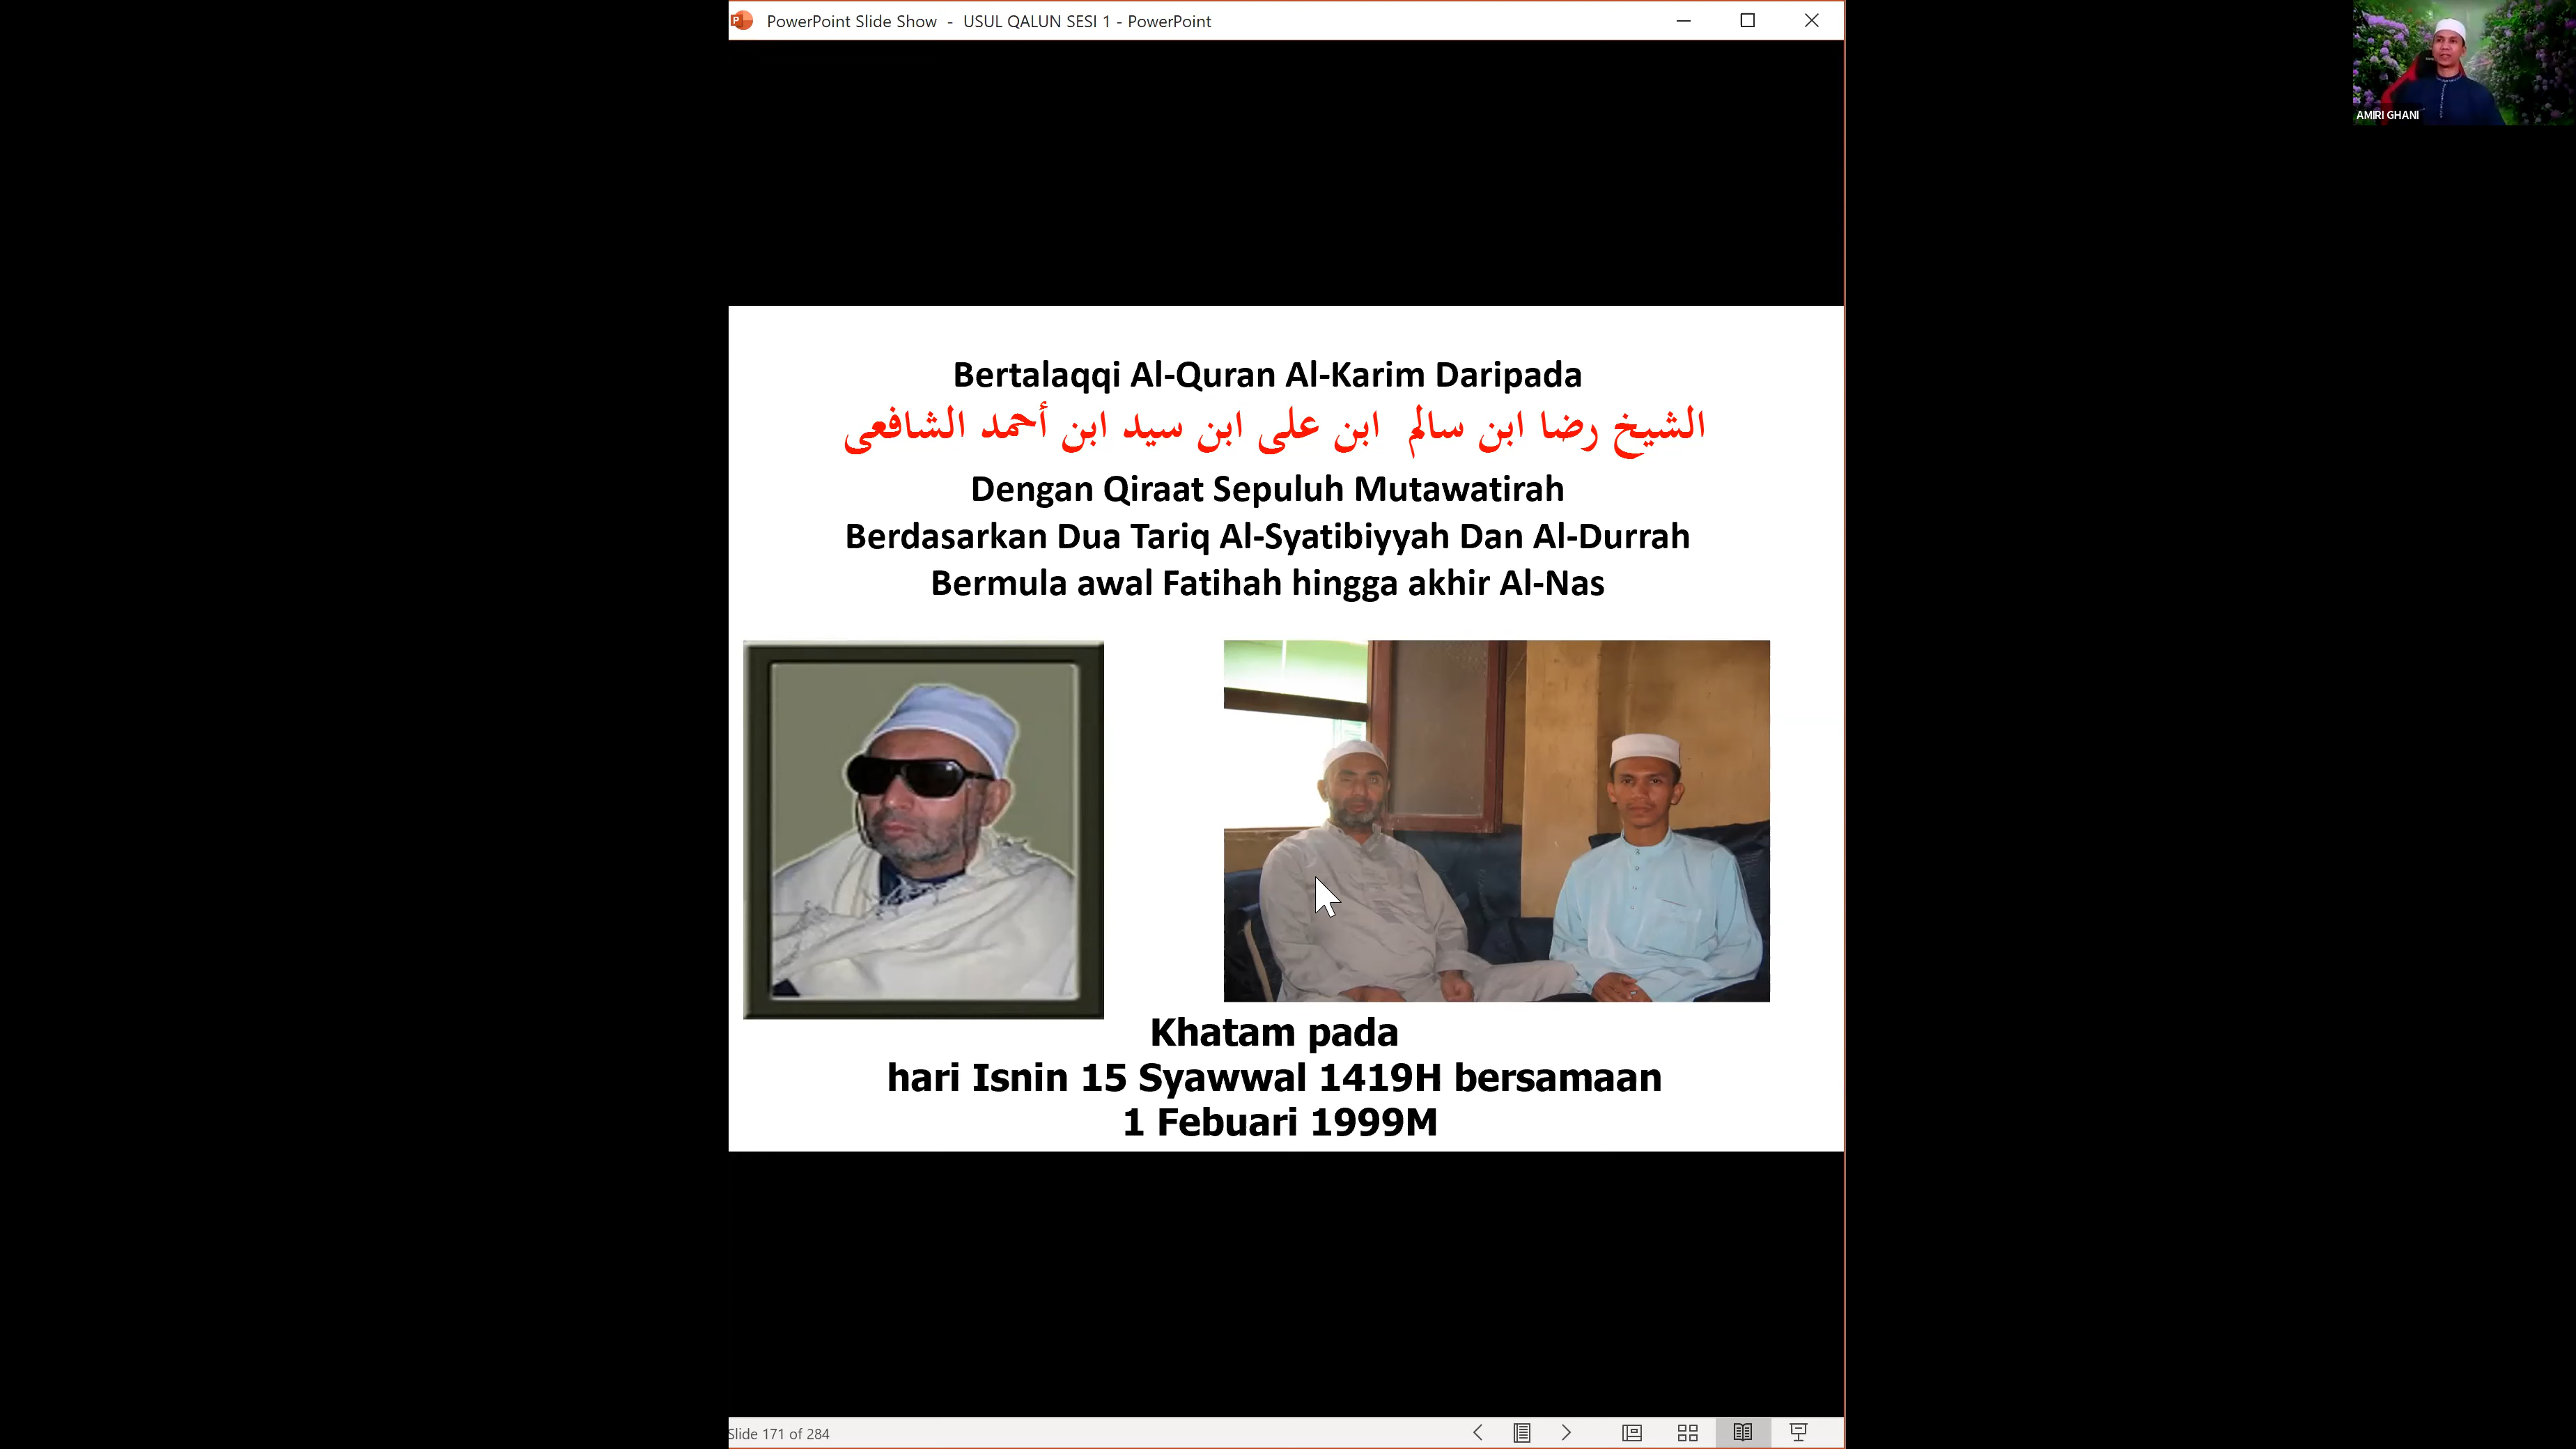 PowerPoint Slide Show - USUL QALUN SESI 1 - PowerPoint
AMIRI GHANI
Bertalaqqi Al-Quran Al-Karim Daripada
الشيخ رضا ابن سالم ابن على ابن سيد ابن أحمد الشافعى
Dengan Qiraat Sepuluh Mutawatirah
Berdasarkan Dua Tariq Al-Syatibiyyah Dan Al-Durrah
Bermula awal Fatihah hingga akhir Al-Nas
Khatam pada
hari Isnin 15 Syawwal 1419H bersamaan
1 Febuari 1999M
Slide 171 of 284